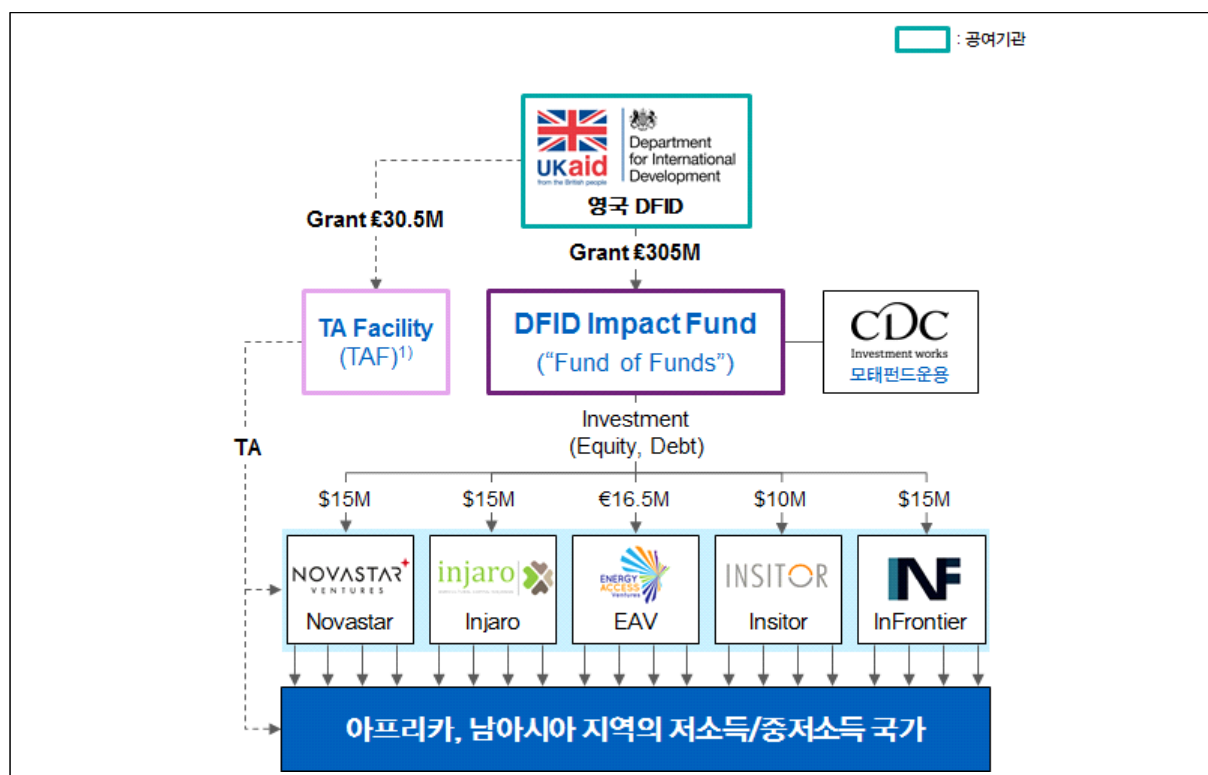 : 공여기관
UKaid
from the British people
Department
for International
Development
영국 DFID
Grant £30.5M
Grant £305M
TA Facility
(TAF)1)
DFID Impact Fund
(“Fund of Funds”)
CDC
Investment works
모태펀드운용
Investment
(Equity, Debt)
TA
$15M
$15M
€16.5M
$10M
$15M
NOVASTAR
VENTURES
Novastar
injaro
Injaro
ENERGY
ACCESS
Ventures
EAV
INSITOR
Insitor
INF
InFrontier
아프리카, 남아시아 지역의 저소득/중저소득 국가